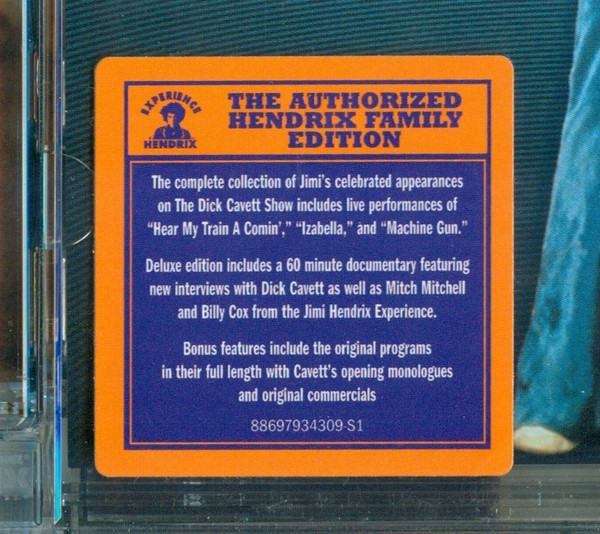 EXPERIENCE
HENDRIX
THE AUTHORIZED
HENDRIX FAMILY
EDITION
The complete collection of Jimi's celebrated appearances
on The Dick Cavett Show includes live performances of
“Hear My Train A Comin’,” “Izabella,” and “Machine Gun.”
Deluxe edition includes a 60 minute documentary featuring
new interviews with Dick Cavett as well as Mitch Mitchell
and Billy Cox from the Jimi Hendrix Experience.
Bonus features include the original programs
in their full length with Cavett's opening monologues
and original commercials
88697934309-S1